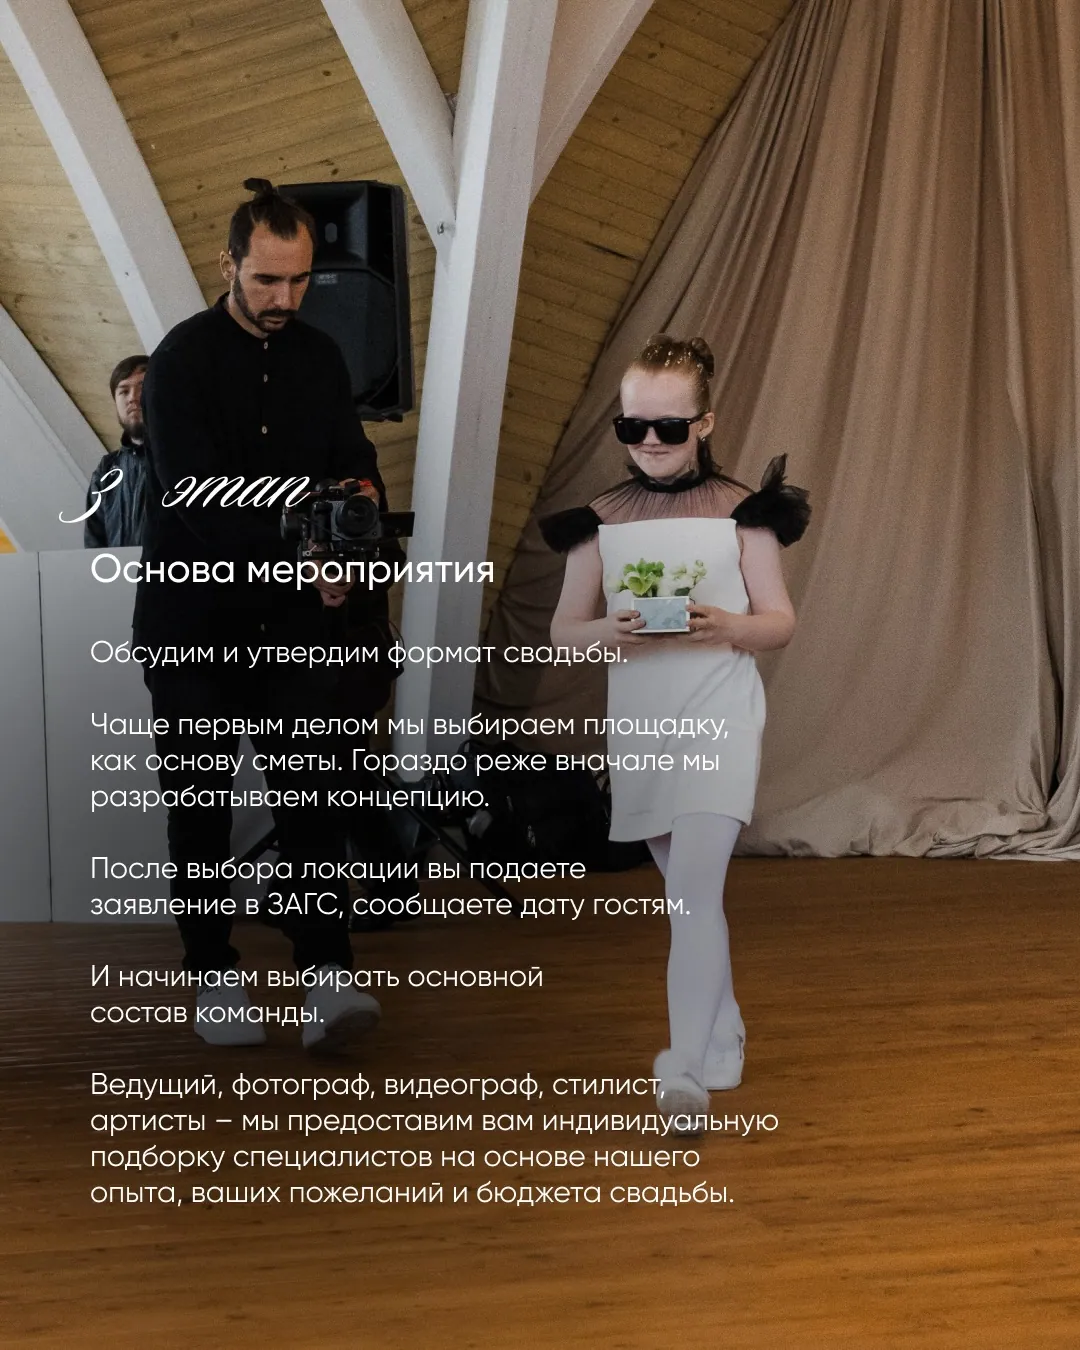 3 этап
Основа мероприятия
Обсудим и утвердим формат свадьбы.
Чаще первым делом мы выбираем площадку,
как основу сметы. Гораздо реже вначале мы
разрабатываем концепцию.
После выбора локации вы подаете
заявление в ЗАГС, сообщаете дату гостям.
И начинаем выбирать основной
состав команды.
Ведущий, фотограф, видеограф, стилист,
артисты – мы предоставим вам индивидуальную
подборку специалистов на основе нашего
опыта, ваших пожеланий и бюджета свадьбы.